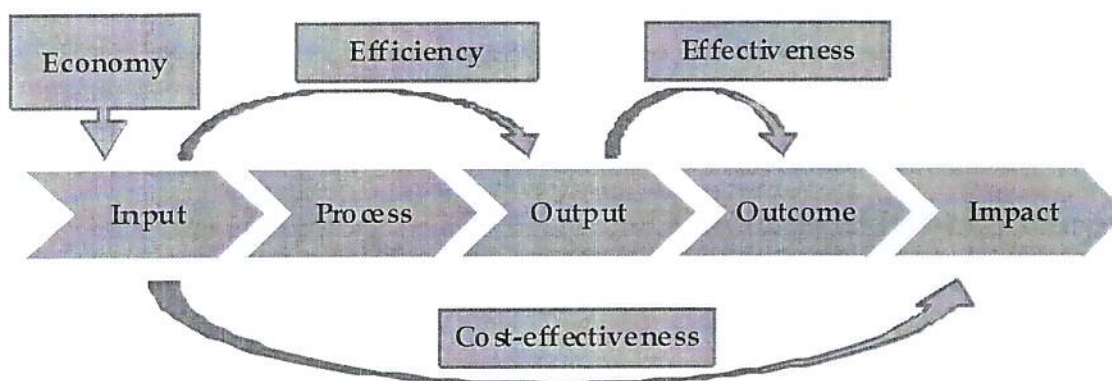 Economy
Efficiency
Effectiveness
Input
Process
Output
Outcome
Impact
Cost-effectiveness